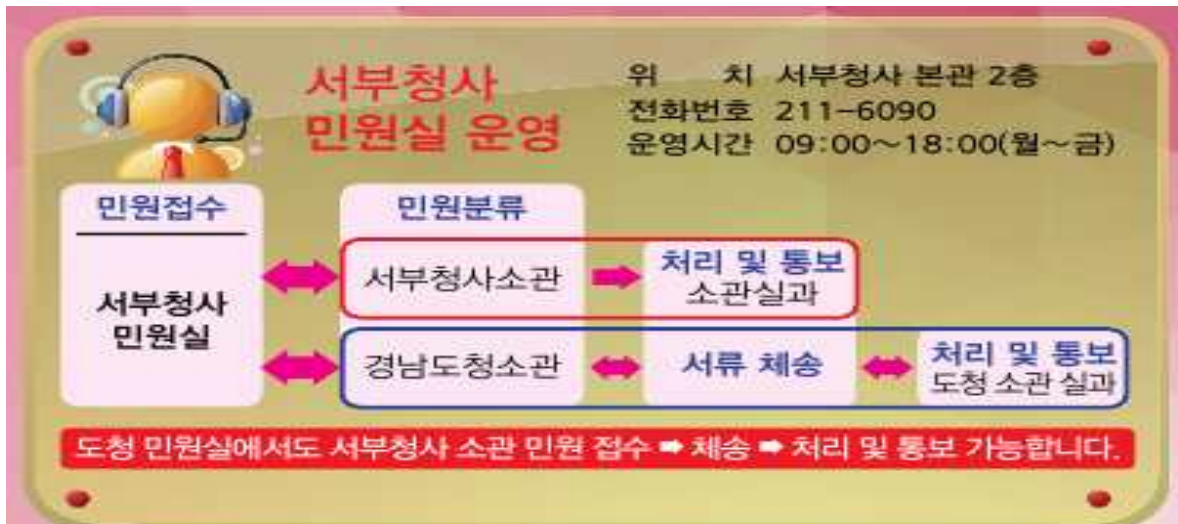 서부청사
민원실 운영
위 치 서부청사 본관 2층
전화번호 211-6090
운영시간 09:00~18:00(월~금)
민원접수
민원분류
서부청사
민원실
서부청사소관
처리 및 통보
소관실과
경남도청소관
서류 체송
처리 및 통보
도청 소관 실과
도청 민원실에서도 서부청사 소관 민원 접수 ➡ 체송 ➡ 처리 및 통보 가능합니다.